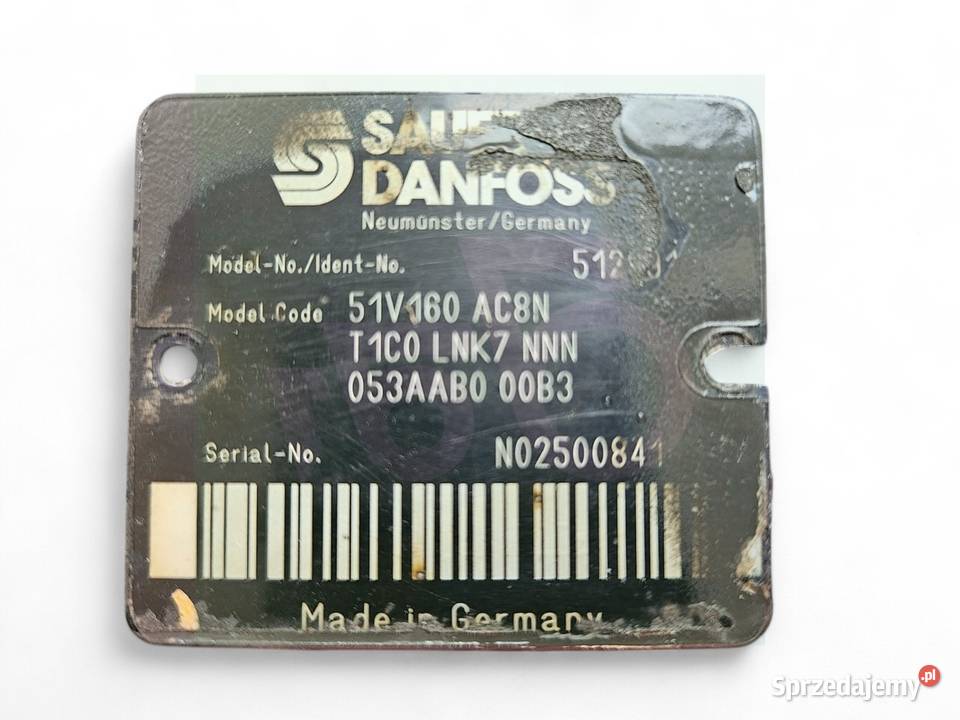 SAUER
DANFOSS
Neumünster/Germany
Model-No./Ident-No.
Model Code 51V160 AC8N
T1C0 LNK7 NNN
053AAB0 00B3
Serial-No. N02500841
Made in Germany
Sprzedajemy.pl